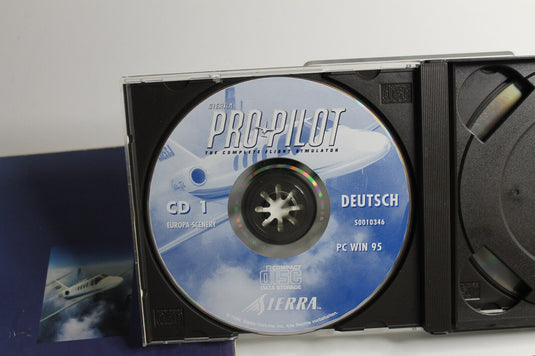 SIERRA
PRO PILOT
THE COMPLETE FLIGHT SIMULATOR
CD 1
DEUTSCH
EUROPA-SCENERY
S0010346
PC WIN 95
COMPACT
disc
DATA STORAGE
SIERRA